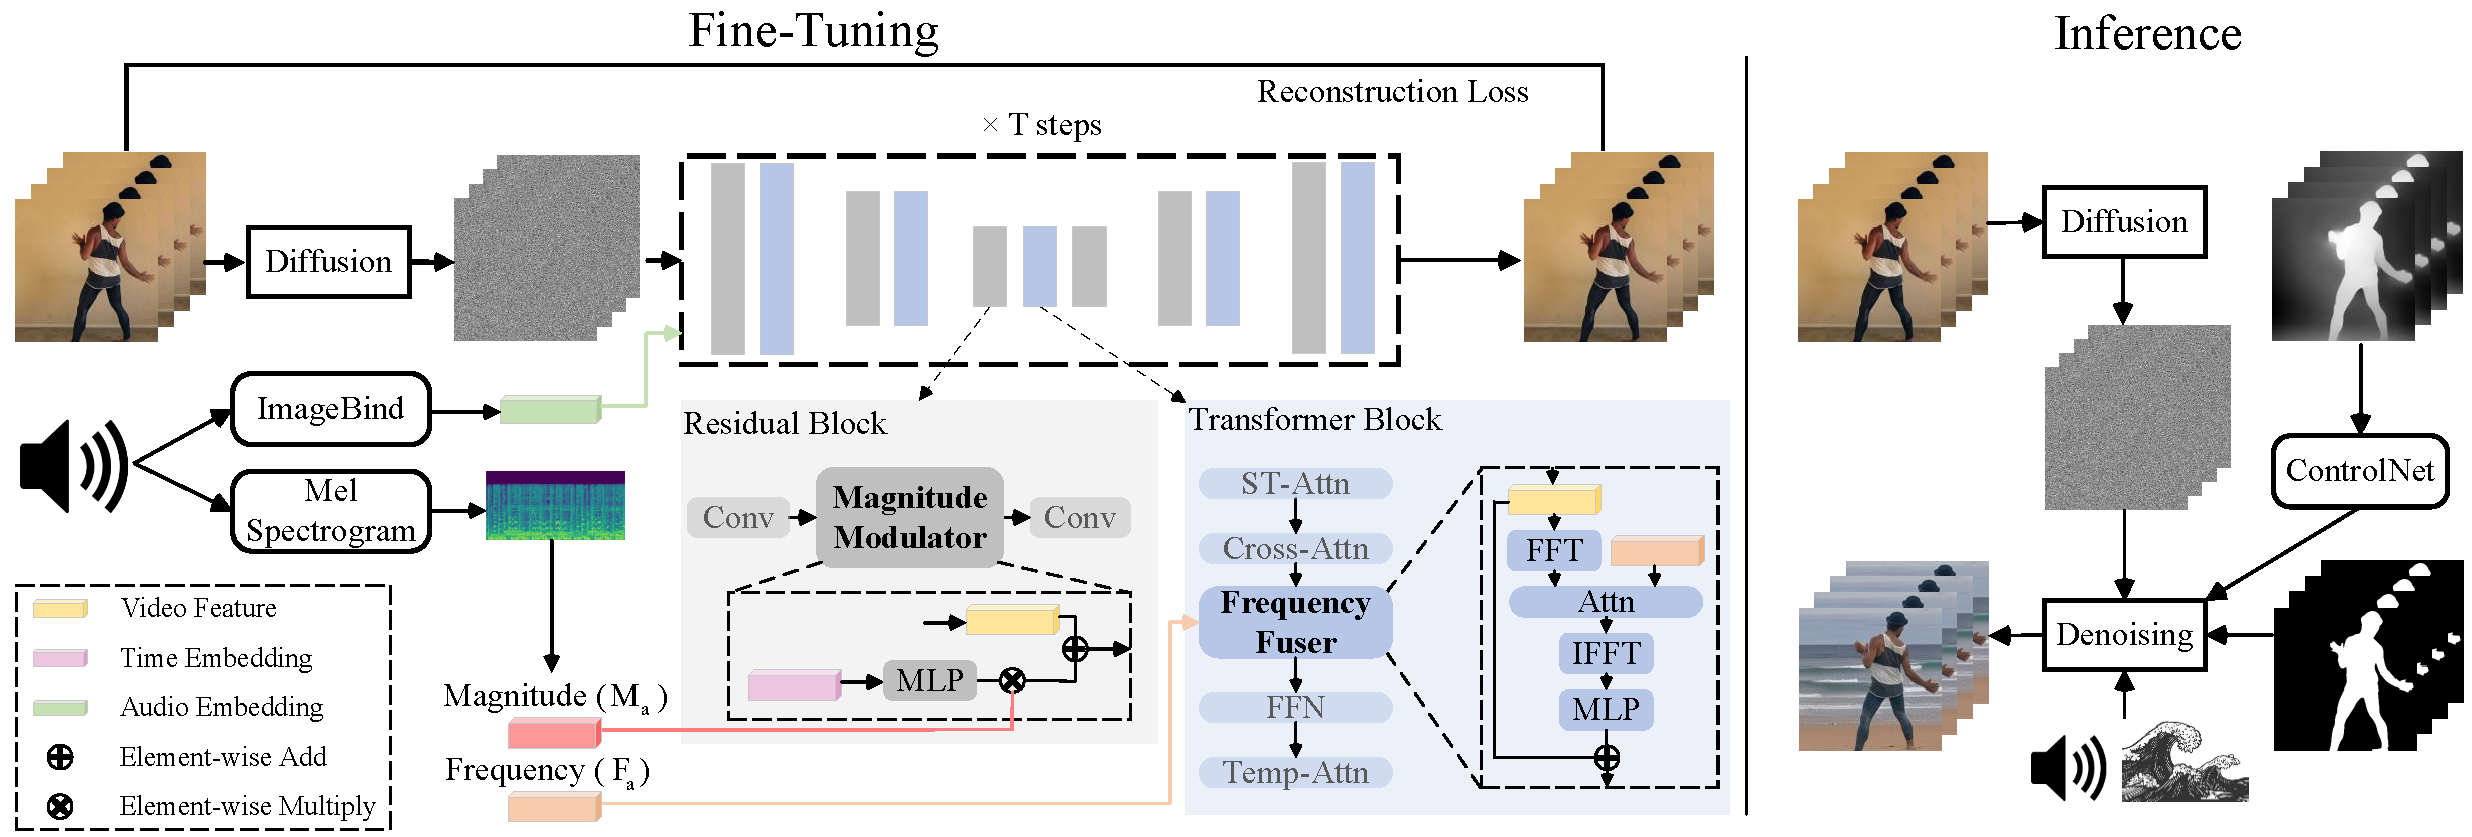 Fine-Tuning
Inference
Reconstruction Loss
× T steps
Diffusion
Diffusion
ImageBind
Mel
Spectrogram
Residual Block
Conv
Magnitude
Modulator
Conv
MLP
Transformer Block
ST-Attn
Cross-Attn
Frequency
Fuser
FFN
Temp-Attn
FFT
Attn
IFFT
MLP
ControlNet
Denoising
Magnitude (Ma)
Frequency (Fa)
Video Feature
Time Embedding
Audio Embedding
Element-wise Add
Element-wise Multiply